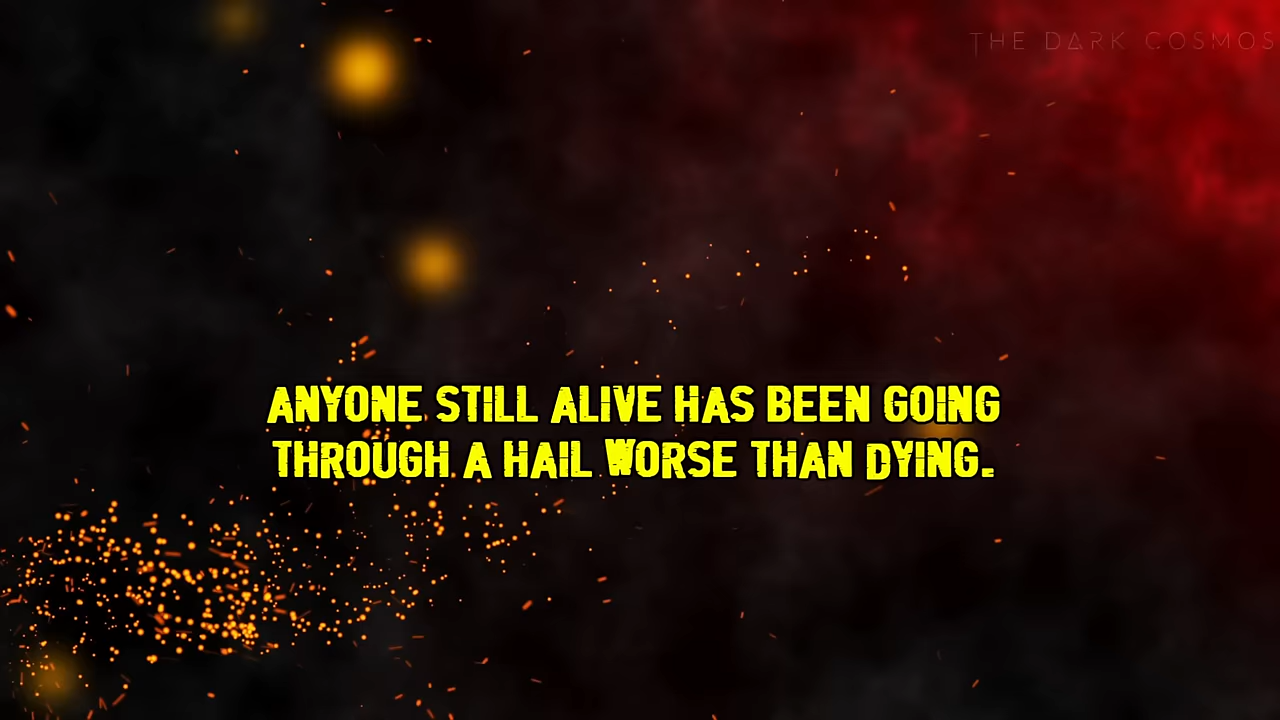 THE DARK COSMOS
ANYONE STILL ALIVE HAS BEEN GOING
THROUGH A HAIL WORSE THAN DYING.